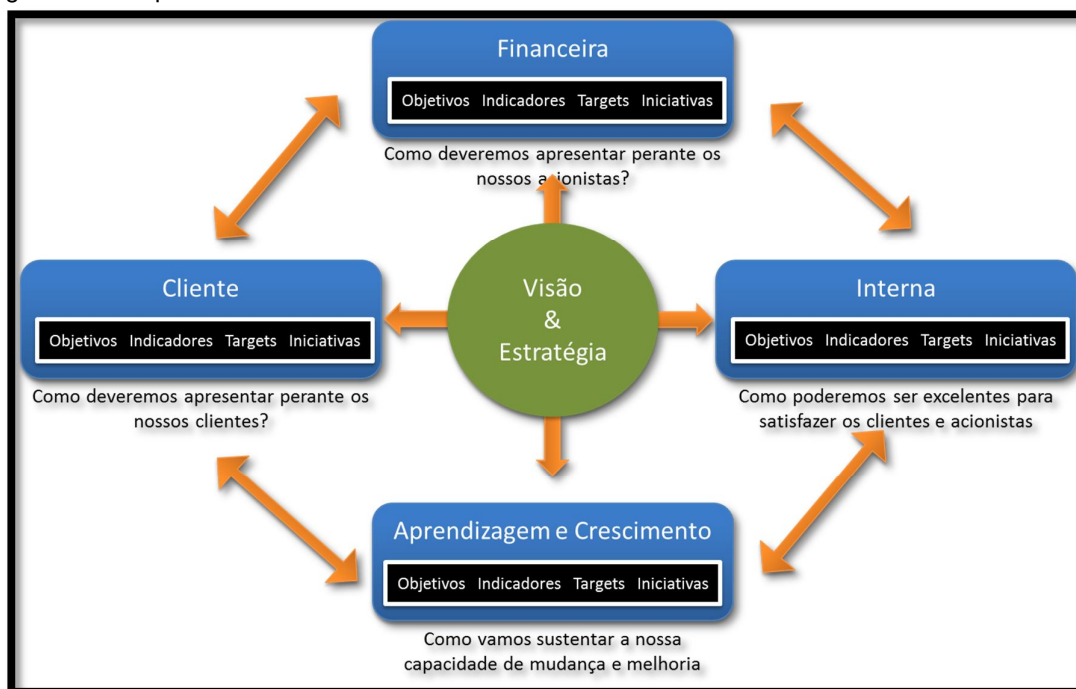 Financeira
Objetivos Indicadores Targets Iniciativas
Como deveremos apresentar perante os
nossos acionistas?
Cliente
Objetivos Indicadores Targets Iniciativas
Como deveremos apresentar perante os
nossos clientes?
Visão
&
Estratégia
Interna
Objetivos Indicadores Targets Iniciativas
Como poderemos ser excelentes para
satisfazer os clientes e acionistas
Aprendizagem e Crescimento
Objetivos Indicadores Targets Iniciativas
Como vamos sustentar a nossa
capacidade de mudança e melhoria